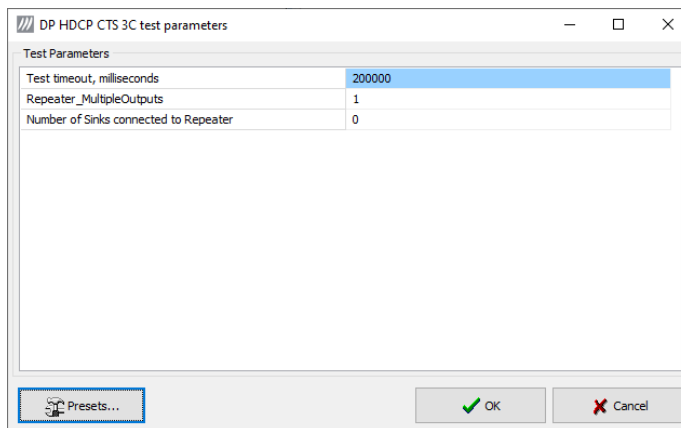 DP HDCP CTS 3C test parameters
Test Parameters
Test timeout, milliseconds 200000
Repeater_MultipleOutputs 1
Number of Sinks connected to Repeater 0
Presets... OK Cancel